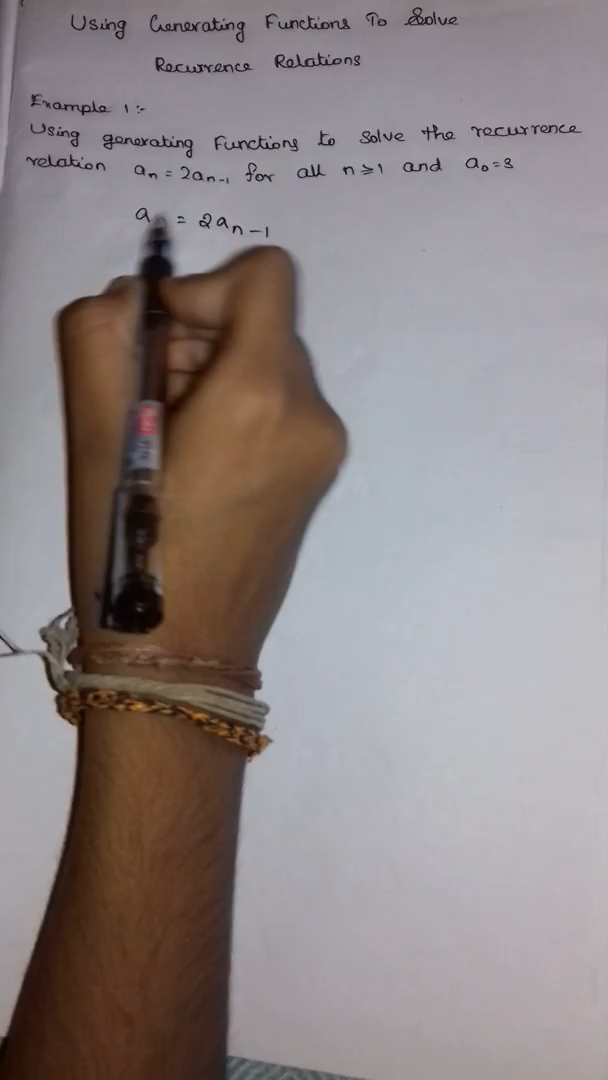 Using Generating Functions To Solve
Recurrence Relations
Example 1:-
Using generating Functions to Solve the recurrence
relation aₙ = 2aₙ₋₁ for all n ≥ 1 and a₀ = 3
aₙ = 2aₙ₋₁